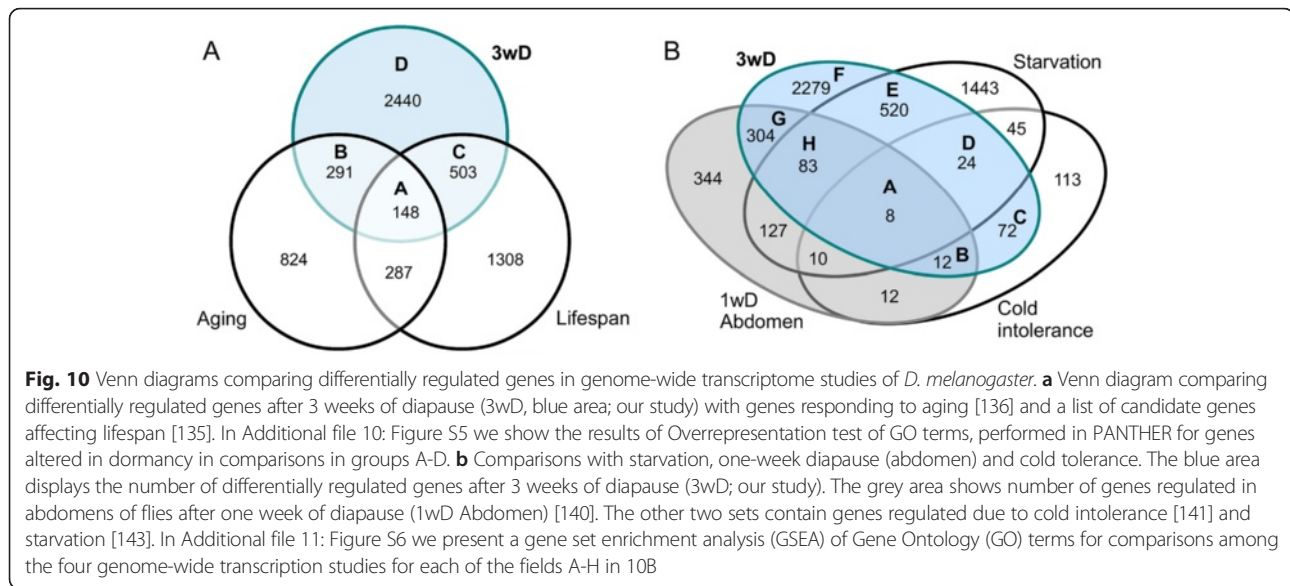 A
3wD
D
2440
B
291
C
503
A
148
824
287
1308
Aging
Lifespan
B
3wD
Starvation
F
2279
E
520
1443
G
304
45
H
83
D
24
344
A
8
113
127
72 C
10
12 B
12
1wD
Abdomen
Cold
intolerance
Fig. 10 Venn diagrams comparing differentially regulated genes in genome-wide transcriptome studies of D. melanogaster. a Venn diagram comparing
differentially regulated genes after 3 weeks of diapause (3wD, blue area; our study) with genes responding to aging [136] and a list of candidate genes
affecting lifespan [135]. In Additional file 10: Figure S5 we show the results of Overrepresentation test of GO terms, performed in PANTHER for genes
altered in dormancy in comparisons in groups A-D. b Comparisons with starvation, one-week diapause (abdomen) and cold tolerance. The blue area
displays the number of differentially regulated genes after 3 weeks of diapause (3wD; our study). The grey area shows number of genes regulated in
abdomens of flies after one week of diapause (1wD Abdomen) [140]. The other two sets contain genes regulated due to cold intolerance [141] and
starvation [143]. In Additional file 11: Figure S6 we present a gene set enrichment analysis (GSEA) of Gene Ontology (GO) terms for comparisons among
the four genome-wide transcription studies for each of the fields A-H in 10B